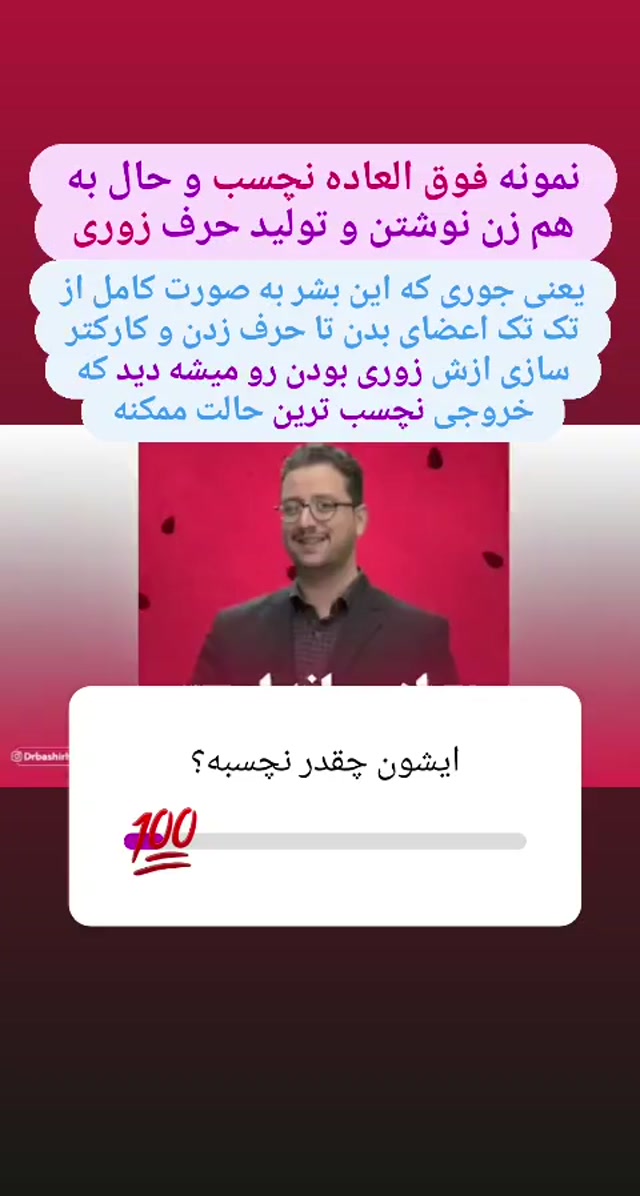 نمونه فوق العاده نچسب و حال به
هم زن نوشتن و تولید حرف زوری
یعنی جوری که این بشر به صورت کامل از
تک تک اعضای بدن تا حرف زدن و کارکتر
سازی ازش زوری بودن رو میشه دید که
خروجی نچسب ترین حالت ممکنه
ایشون چقدر نچسبه؟
💯